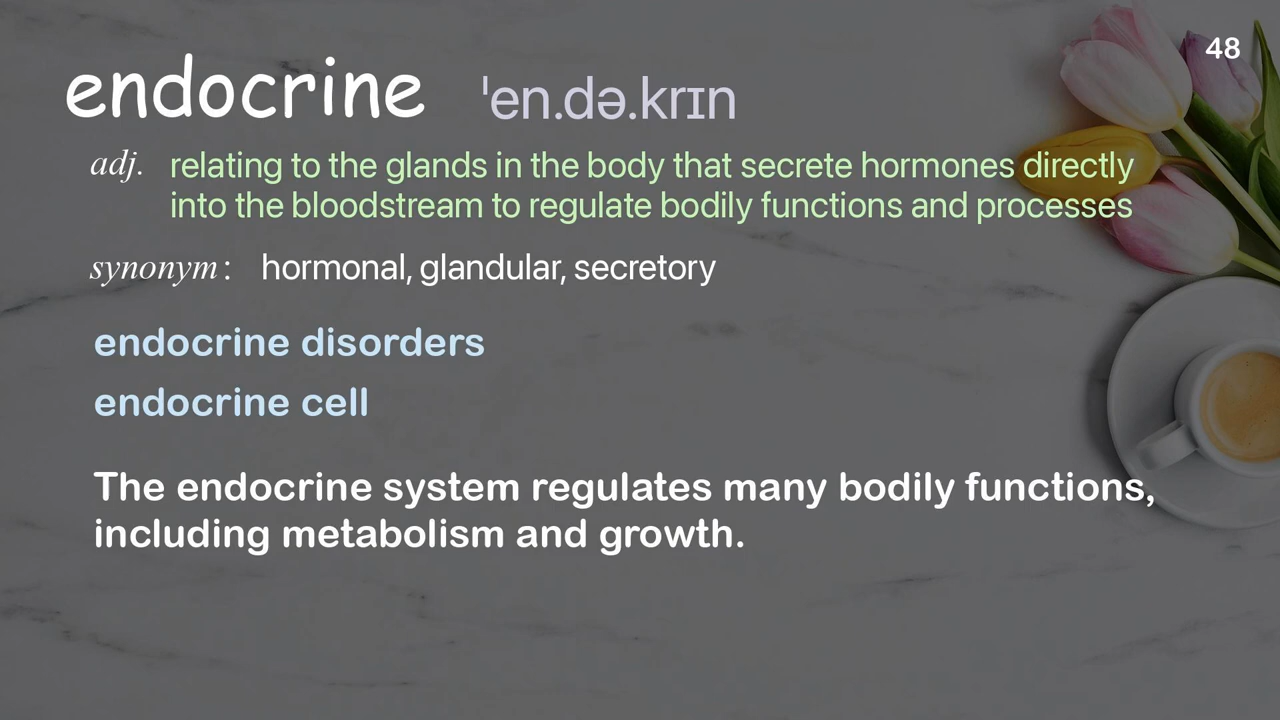 48
endocrine ˈen.də.krɪn
adj. relating to the glands in the body that secrete hormones directly
into the bloodstream to regulate bodily functions and processes
synonym: hormonal, glandular, secretory
endocrine disorders
endocrine cell
The endocrine system regulates many bodily functions,
including metabolism and growth.